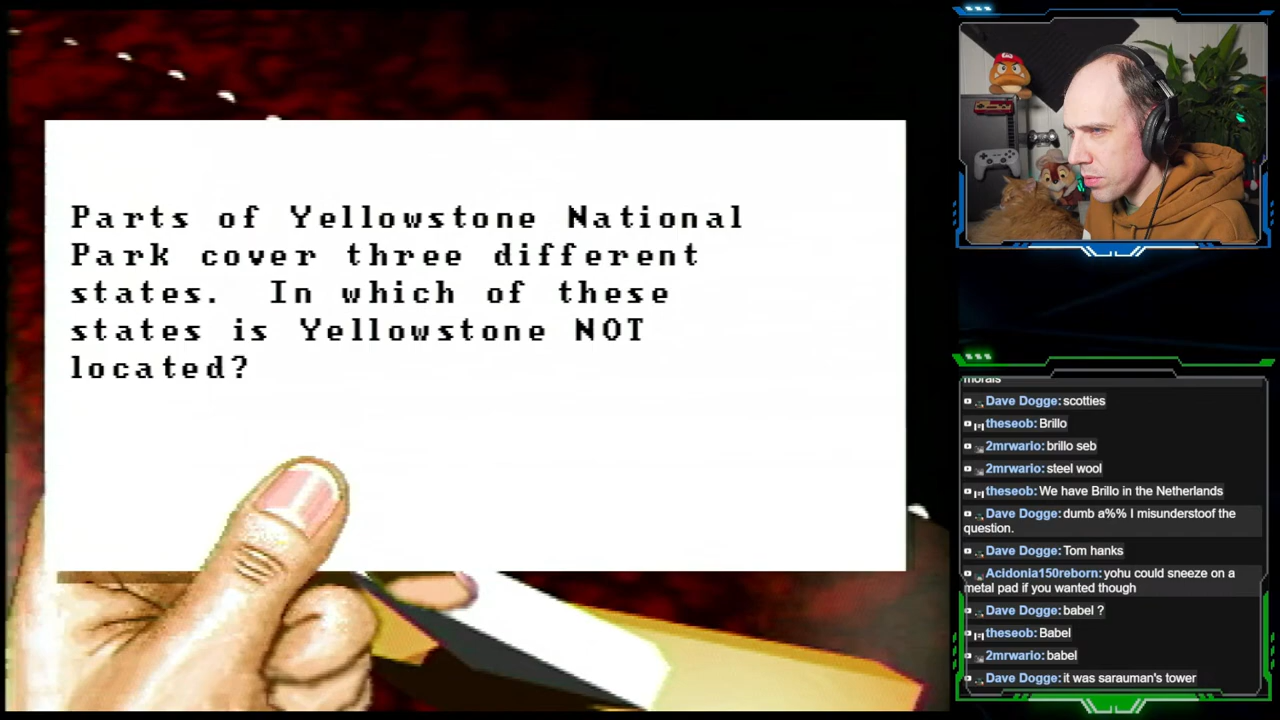 Parts of Yellowstone National
Park cover three different
states. In which of these
states is Yellowstone NOT
located?
morals
Dave Dogge: scotties
theseob: Brillo
2mrwario: brillo seb
2mrwario: steel wool
theseob: We have Brillo in the Netherlands
Dave Dogge: dumb a%% I misunderstoof the
question.
Dave Dogge: Tom hanks
Acidonia150reborn: yohu could sneeze on a
metal pad if you wanted though
Dave Dogge: babel ?
theseob: Babel
2mrwario: babel
Dave Dogge: it was sarauman's tower